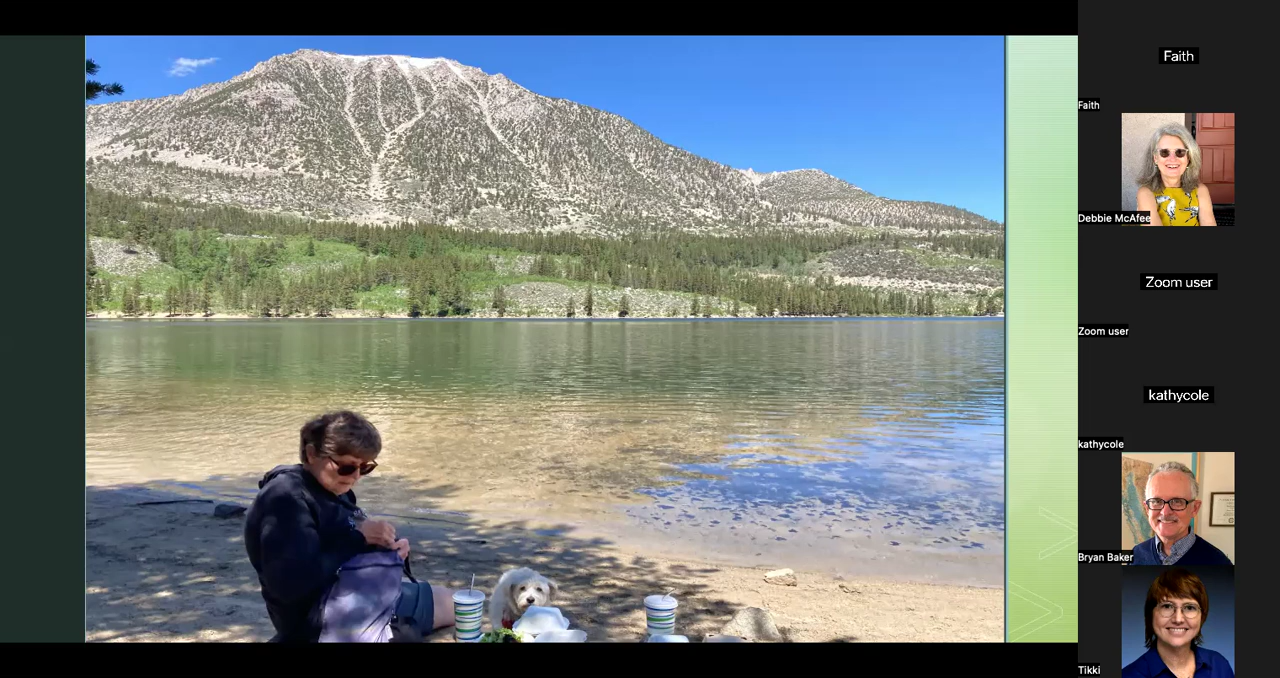 Faith
Faith
Debbie McAfee
Zoom user
Zoom user
kathycole
kathycole
Bryan Baker
Tikki